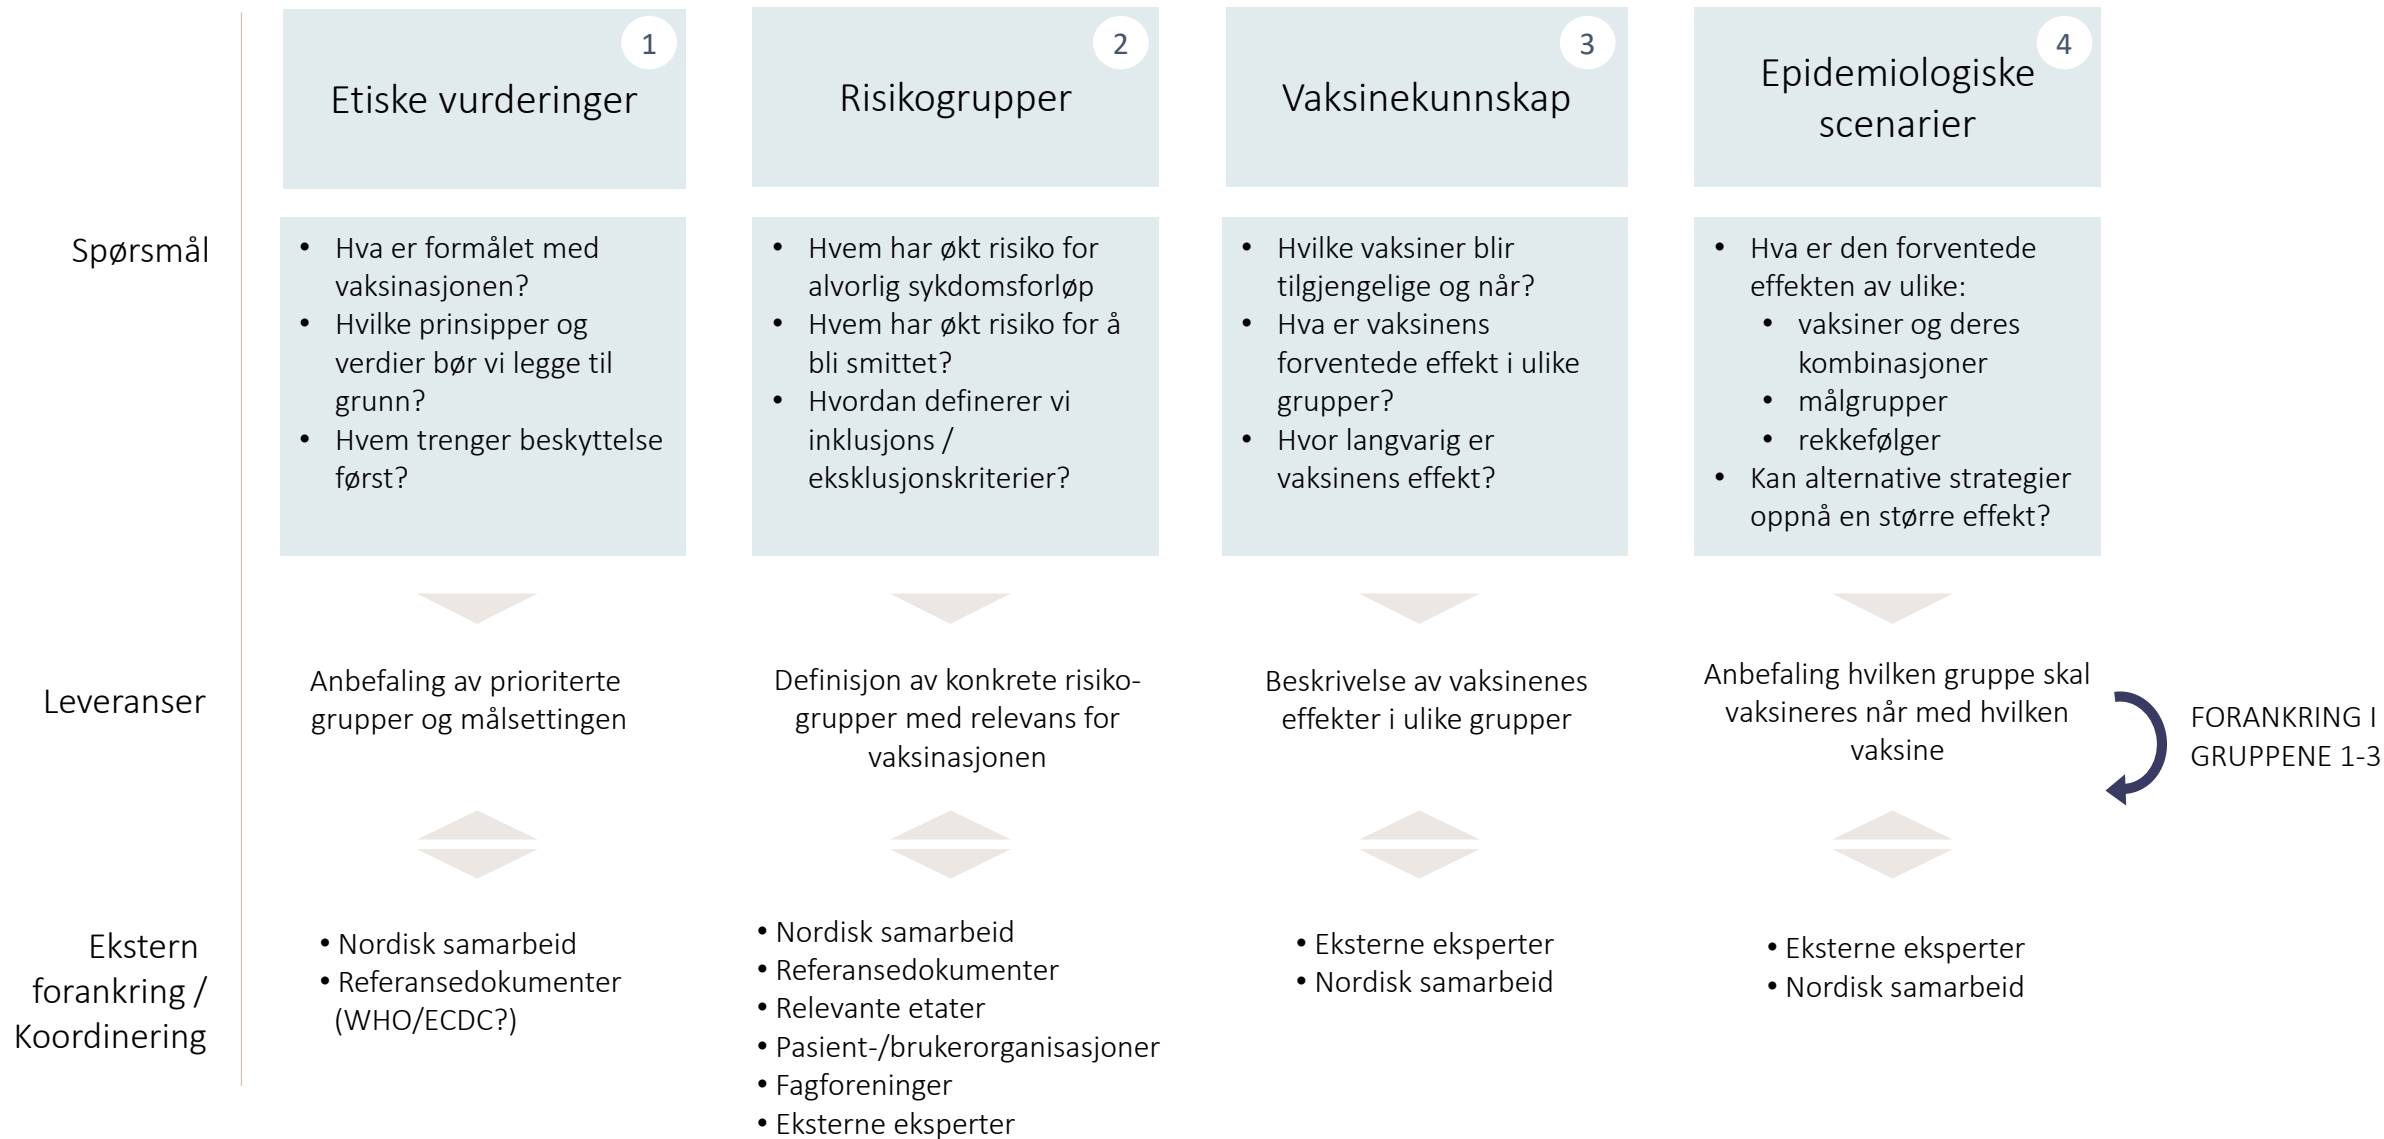 1
Etiske vurderinger
2
Risikogrupper
3
Vaksinekunnskap
4
Epidemiologiske
scenarier
Spørsmål
• Hva er formålet med
vaksinasjonen?
• Hvilke prinsipper og
verdier bør vi legge til
grunn?
• Hvem trenger beskyttelse
først?
• Hvem har økt risiko for
alvorlig sykdomsforløp
• Hvem har økt risiko for å
bli smittet?
• Hvordan definerer vi
inklusjons /
eksklusjonskriterier?
• Hvilke vaksiner blir
tilgjengelige og når?
• Hva er vaksinens
forventede effekt i ulike
grupper?
• Hvor langvarig er
vaksinens effekt?
• Hva er den forventede
effekten av ulike:
• vaksiner og deres
kombinasjoner
• målgrupper
• rekkefølger
• Kan alternative strategier
oppnå en større effekt?
Leveranser
Anbefaling av prioriterte
grupper og målsettingen
Definisjon av konkrete risiko-
grupper med relevans for
vaksinasjonen
Beskrivelse av vaksinenes
effekter i ulike grupper
Anbefaling hvilken gruppe skal
vaksineres når med hvilken
vaksine
FORANKRING I
GRUPPENE 1-3
Ekstern
forankring /
Koordinering
• Nordisk samarbeid
• Referansedokumenter
(WHO/ECDC?)
• Nordisk samarbeid
• Referansedokumenter
• Relevante etater
• Pasient-/brukerorganisasjoner
• Fagforeninger
• Eksterne eksperter
• Eksterne eksperter
• Nordisk samarbeid
• Eksterne eksperter
• Nordisk samarbeid